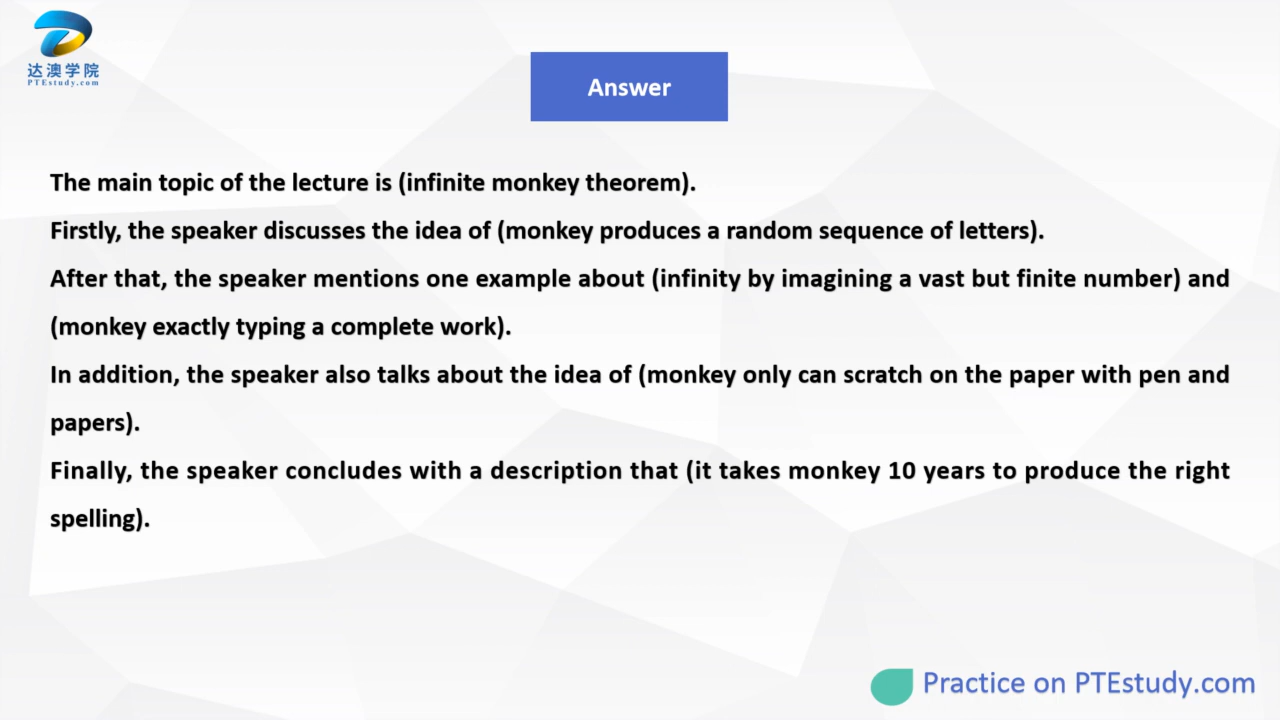 达澳学院
PTEstudy.com
Answer
The main topic of the lecture is (infinite monkey theorem).
Firstly, the speaker discusses the idea of (monkey produces a random sequence of letters).
After that, the speaker mentions one example about (infinity by imagining a vast but finite number) and
(monkey exactly typing a complete work).
In addition, the speaker also talks about the idea of (monkey only can scratch on the paper with pen and
papers).
Finally, the speaker concludes with a description that (it takes monkey 10 years to produce the right
spelling).
Practice on PTEstudy.com